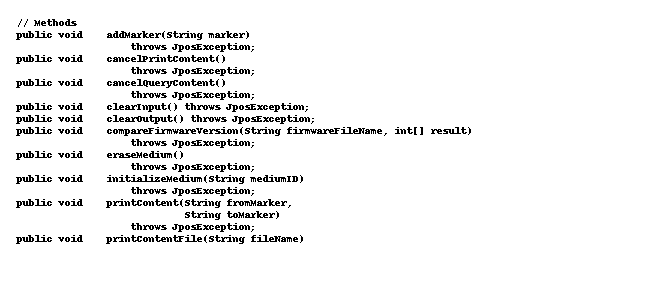 // Methods
public void    addMarker(String marker)
                   throws JposException;
public void    cancelPrintContent()
                   throws JposException;
public void    cancelQueryContent()
                   throws JposException;
public void    clearInput() throws JposException;
public void    clearOutput() throws JposException;
public void    compareFirmwareVersion(String firmwareFileName, int[] result)
                   throws JposException;
public void    eraseMedium()
                   throws JposException;
public void    initializeMedium(String mediumID)
                   throws JposException;
public void    printContent(String fromMarker,
                            String toMarker)
                   throws JposException;
public void    printContentFile(String fileName)